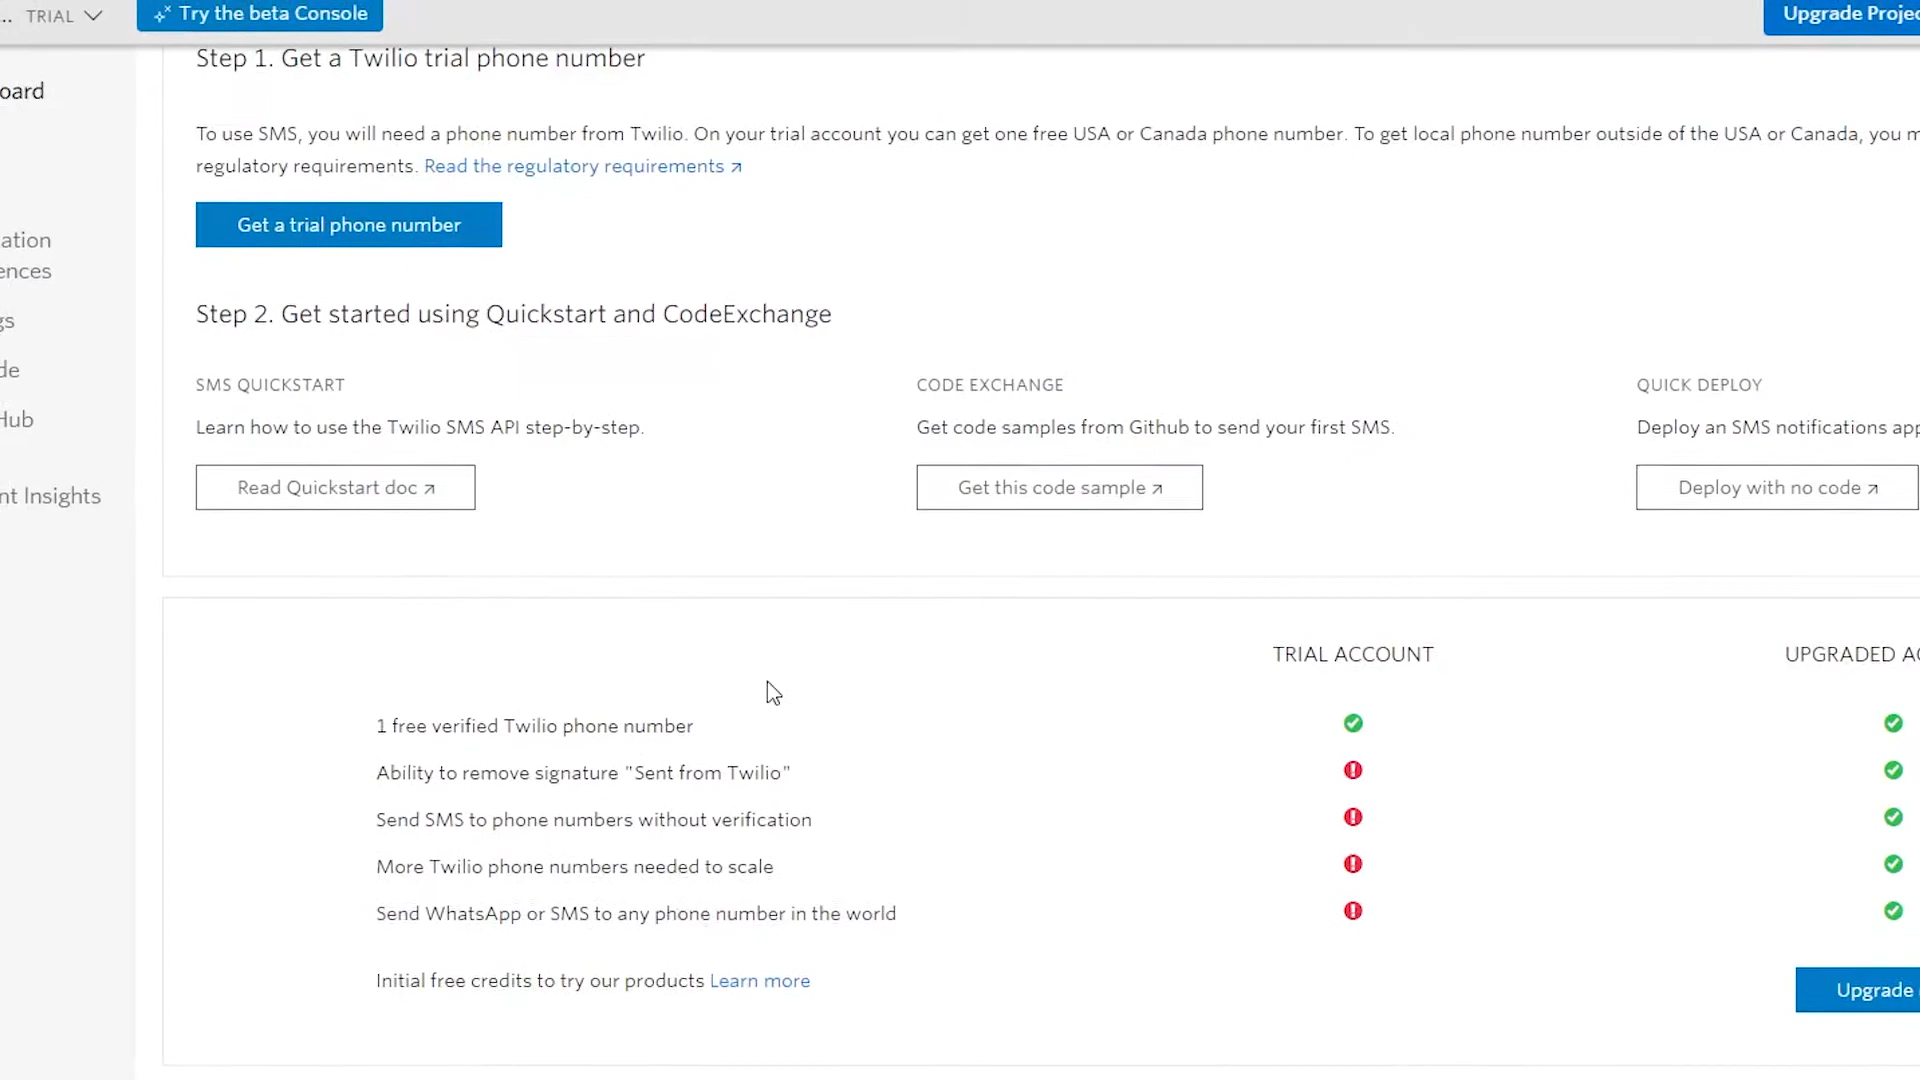 ... TRIAL
Try the beta Console
Upgrade Projec
oard
ation
ences
gs
de
Hub
nt Insights
Step 1. Get a Twilio trial phone number
To use SMS, you will need a phone number from Twilio. On your trial account you can get one free USA or Canada phone number. To get local phone number outside of the USA or Canada, you m
regulatory requirements. Read the regulatory requirements ↗
Get a trial phone number
Step 2. Get started using Quickstart and CodeExchange
SMS QUICKSTART
Learn how to use the Twilio SMS API step-by-step.
Read Quickstart doc ↗
CODE EXCHANGE
Get code samples from Github to send your first SMS.
Get this code sample ↗
QUICK DEPLOY
Deploy an SMS notifications app
Deploy with no code ↗
TRIAL ACCOUNT
UPGRADED AC
1 free verified Twilio phone number
Ability to remove signature "Sent from Twilio"
Send SMS to phone numbers without verification
More Twilio phone numbers needed to scale
Send WhatsApp or SMS to any phone number in the world
Initial free credits to try our products Learn more
Upgrade